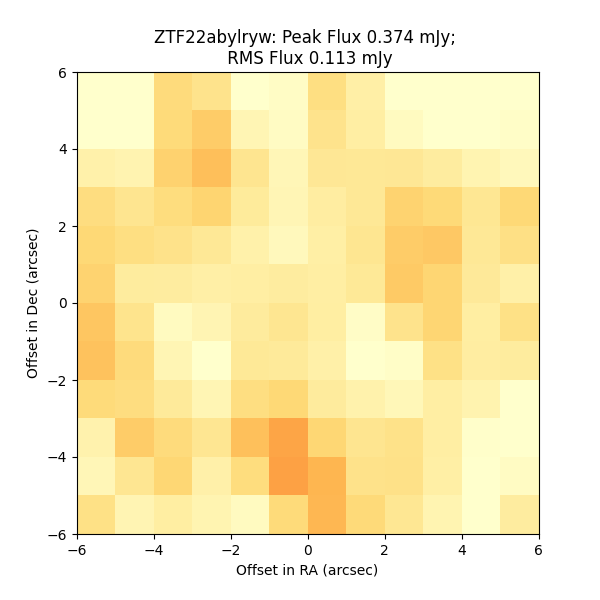 ZTF22abylryw: Peak Flux 0.374 mJy;
RMS Flux 0.113 mJy
6
4
2
0
−2
−4
−6
Offset in Dec (arcsec)
−6 −4 −2 0 2 4 6
Offset in RA (arcsec)